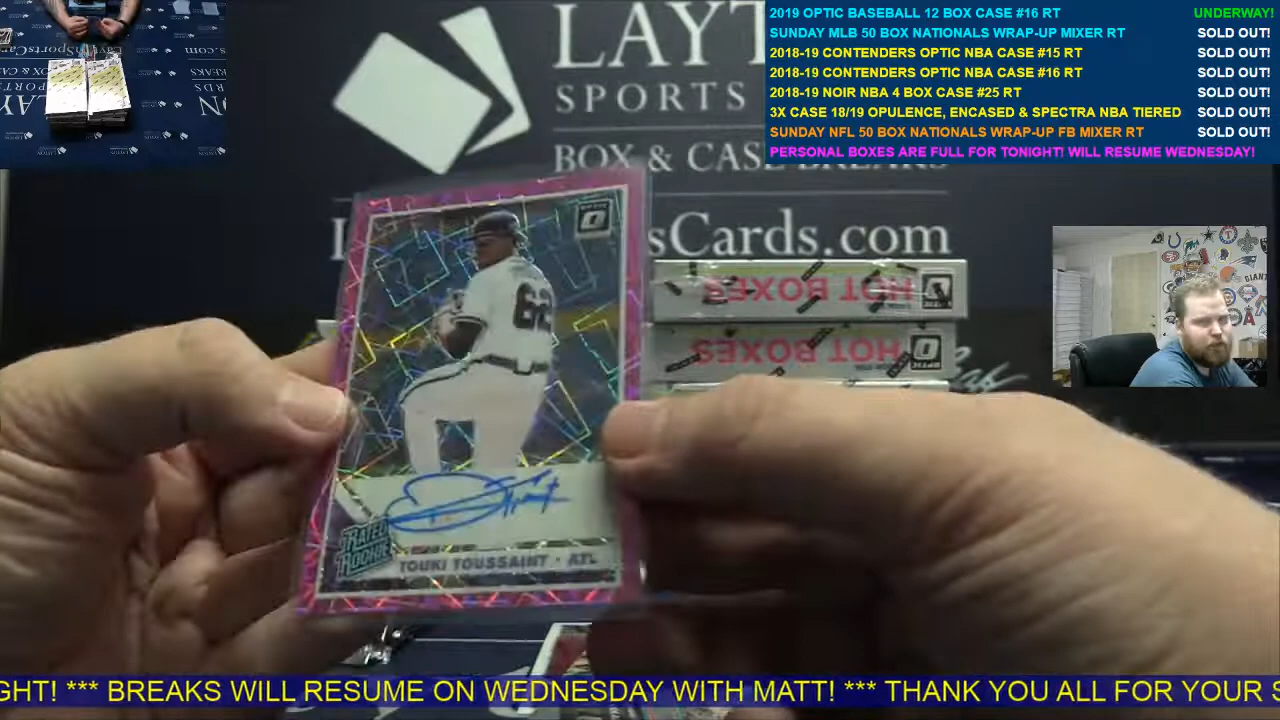 2019 OPTIC BASEBALL 12 BOX CASE #16 RT UNDERWAY!
SUNDAY MLB 50 BOX NATIONALS WRAP-UP MIXER RT SOLD OUT!
2018-19 CONTENDERS OPTIC NBA CASE #15 RT SOLD OUT!
2018-19 CONTENDERS OPTIC NBA CASE #16 RT SOLD OUT!
2018-19 NOIR NBA 4 BOX CASE #25 RT SOLD OUT!
3X CASE 18/19 OPULENCE, ENCASED & SPECTRA NBA TIERED SOLD OUT!
SUNDAY NFL 50 BOX NATIONALS WRAP-UP FB MIXER RT SOLD OUT!
PERSONAL BOXES ARE FULL FOR TONIGHT! WILL RESUME WEDNESDAY!
LAYT
SPORTS
BOX & CASE BREAKS
sCards.com
HOT BOXES
HOT BOXES
62
RATED
ROOKIE
TOUKI TOUSSAINT · ATL
GHT! *** BREAKS WILL RESUME ON WEDNESDAY WITH MATT! *** THANK YOU ALL FOR YOUR S